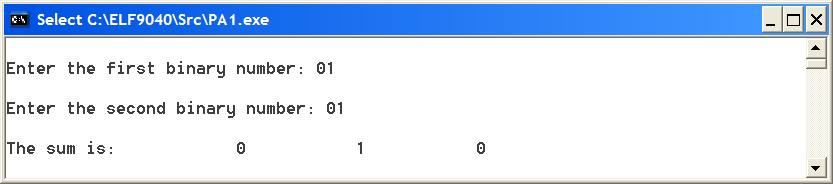 Select C:\ELF9040\Src\PA1.exe
Enter the first binary number: 01
Enter the second binary number: 01
The sum is:            0           1           0